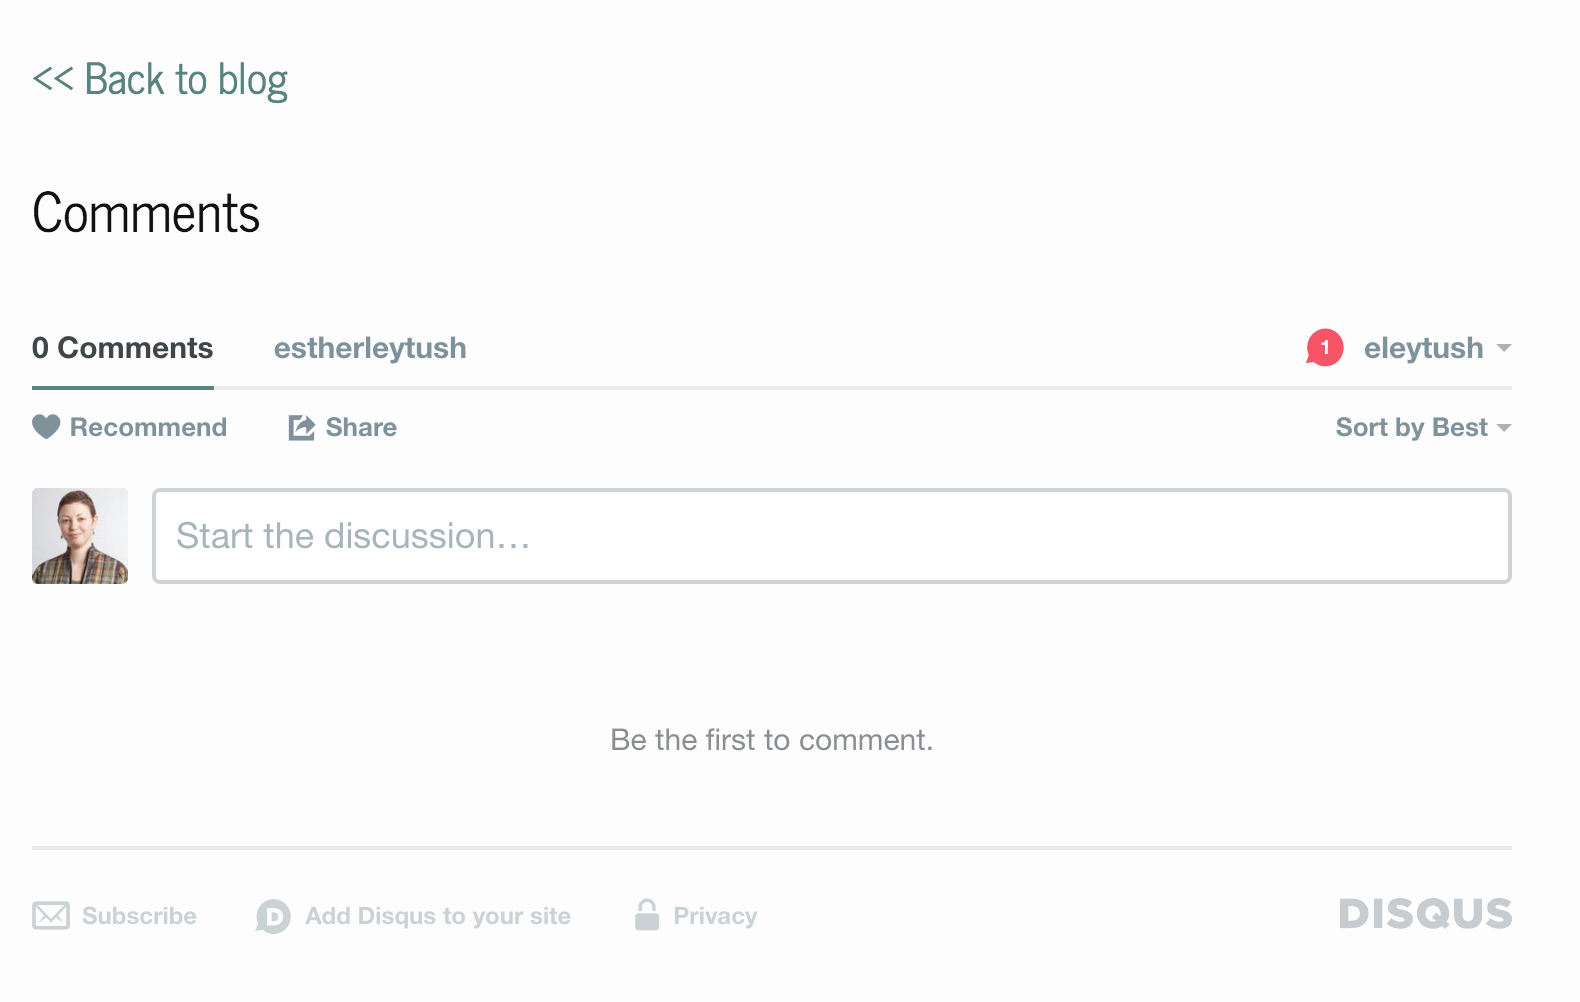 << Back to blog
Comments
0 Comments estherleytush 1 eleytush
Recommend Share Sort by Best
Start the discussion...
Be the first to comment.
Subscribe D Add Disqus to your site Privacy DISQUS